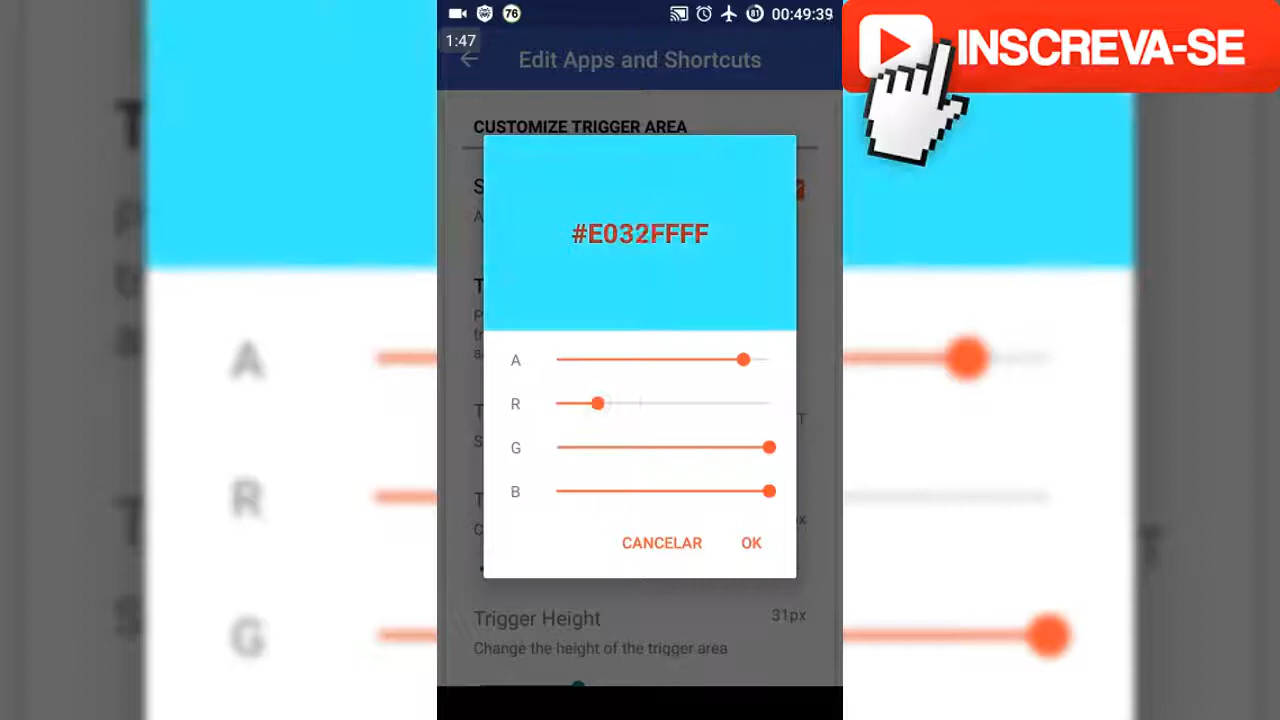 76
81
00:49:39
INSCREVA-SE
1:47
Edit Apps and Shortcuts
CUSTOMIZE TRIGGER AREA
#E032FFFF
A
R
G
B
CANCELAR
OK
Trigger Height
31px
Change the height of the trigger area